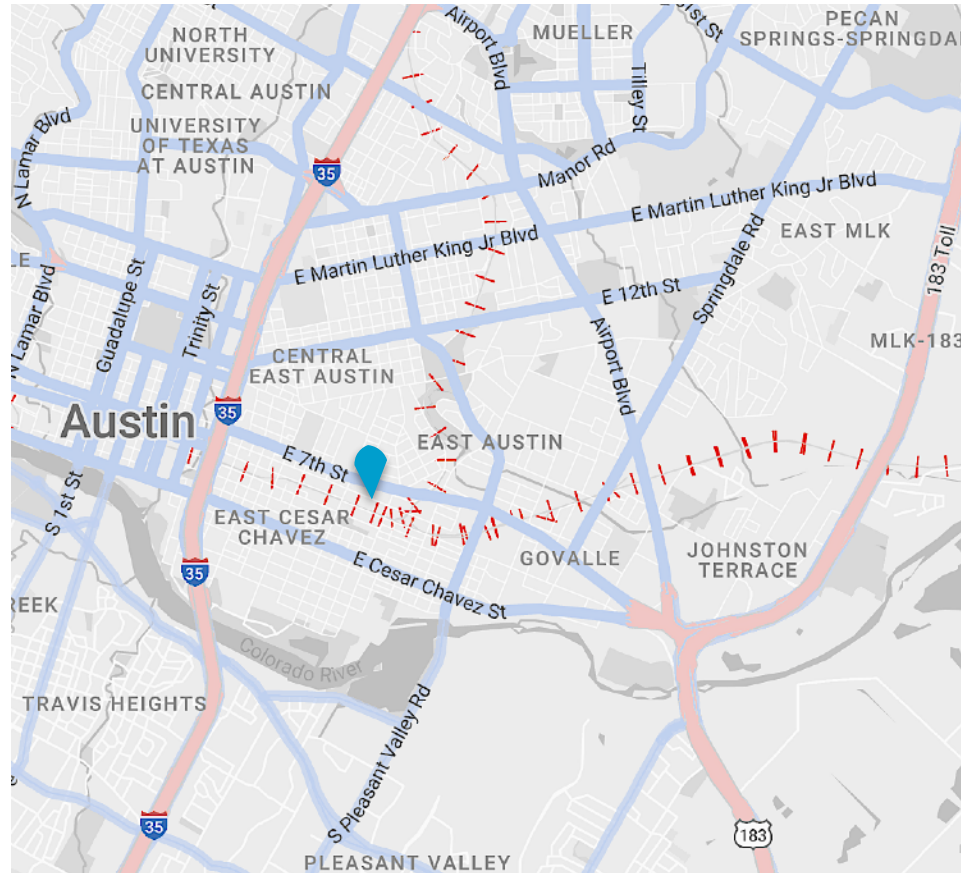 NORTH
UNIVERSITY
CENTRAL AUSTIN
UNIVERSITY
OF TEXAS
AT AUSTIN
N Lamar Blvd
Airport Blvd
MUELLER
51st St
PECAN
SPRINGS-SPRINGDA
Tilley St
Manor Rd
35
E Martin Luther King Jr Blvd
E Martin Luther King Jr Blvd
EAST MLK
Springdale Rd
183 Toll
LE
N Lamar Blvd
Guadalupe St
Trinity St
E 12th St
Airport Blvd
MLK-183
CENTRAL
EAST AUSTIN
35
Austin
EAST AUSTIN
E 7th St
S 1st St
EAST CESAR
CHAVEZ
E Cesar Chavez St
GOVALLE
JOHNSTON
TERRACE
35
REEK
Colorado River
TRAVIS HEIGHTS
S Pleasant Valley Rd
35
183
PLEASANT VALLEY